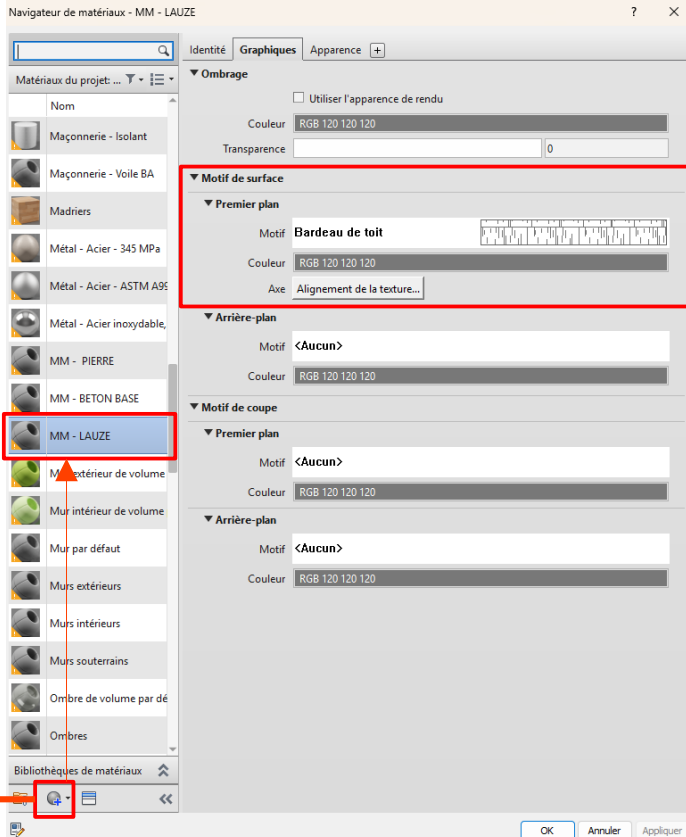 Navigateur de matériaux - MM - LAUZE
? X
Identité Graphiques Apparence +
Matériaux du projet: ...
Nom
Maçonnerie - Isolant
Maçonnerie - Voile BA
Madriers
Métal - Acier - 345 MPa
Métal - Acier - ASTM A99
Métal - Acier inoxydable,
MM - PIERRE
MM - BETON BASE
MM - LAUZE
extérieur de volume
Mur intérieur de volume
Mur par défaut
Murs extérieurs
Murs intérieurs
Murs souterrains
Ombre de volume par dé
Ombres
Bibliothèques de matériaux
Ombrage
Utiliser l'apparence de rendu
Couleur RGB 120 120 120
Transparence 0
Motif de surface
Premier plan
Motif Bardeau de toit
Couleur RGB 120 120 120
Axe Alignement de la texture...
Arrière-plan
Motif <Aucun>
Couleur RGB 120 120 120
Motif de coupe
Premier plan
Motif <Aucun>
Couleur RGB 120 120 120
Arrière-plan
Motif <Aucun>
Couleur RGB 120 120 120
OK Annuler Appliquer